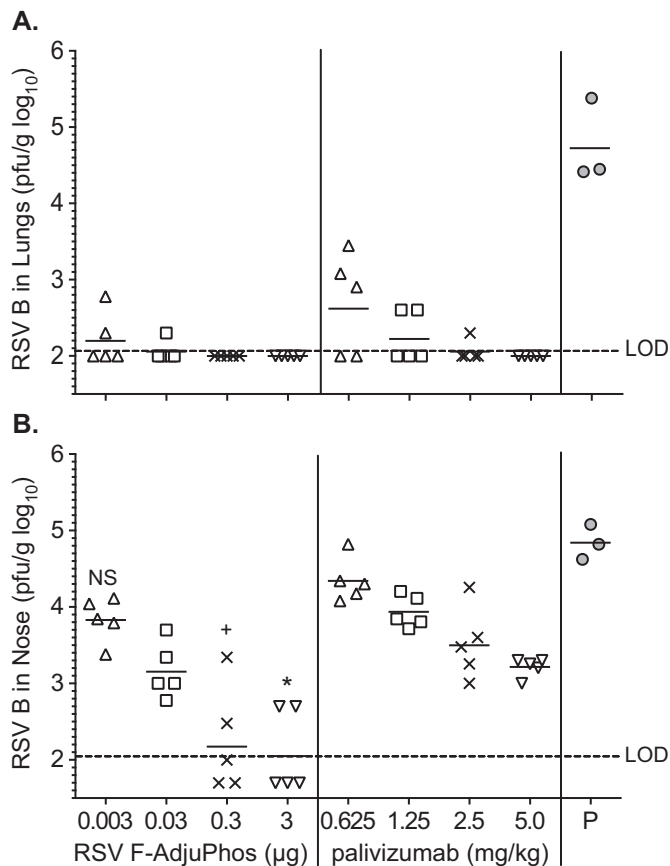 A.
RSV B in Lungs (pfu/g log10)
6
5
4
3
2
LOD
B.
RSV B in Nose (pfu/g log10)
6
5
4
3
2
NS
+
*
LOD
0.003 0.03 0.3 3 0.625 1.25 2.5 5.0 P
RSV F-AdjuPhos (µg) palivizumab (mg/kg)